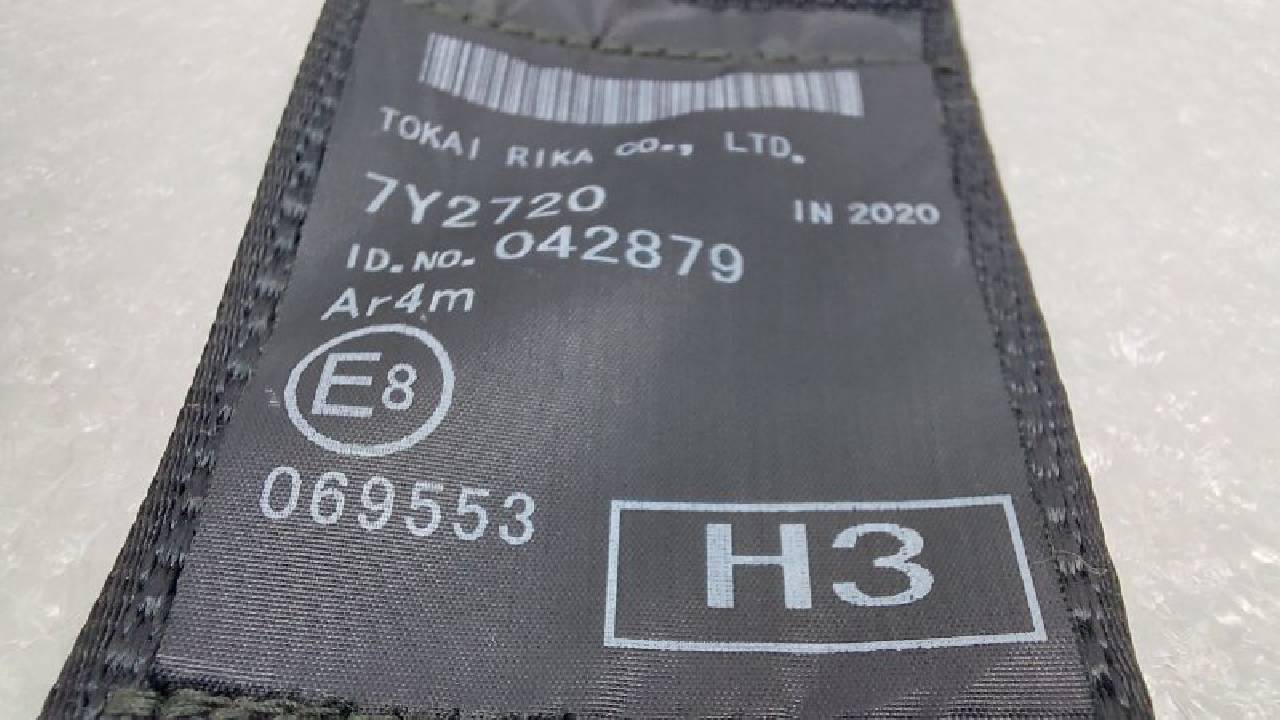 TOKAI RIKA CO., LTD.
7Y2720 IN 2020
ID.NO. 042879
Ar4m
E8
069553
H3